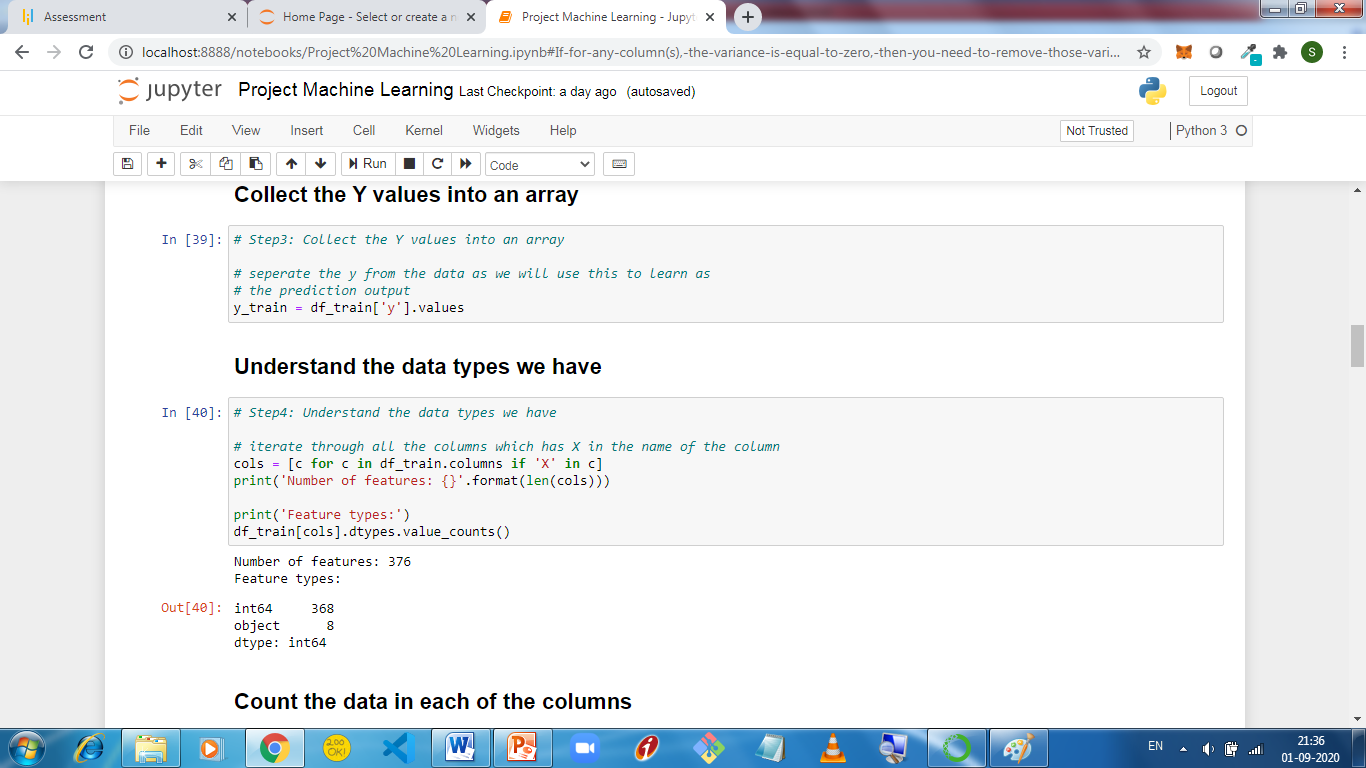 Assessment
Home Page - Select or create a n
Project Machine Learning - Jupyt
localhost:8888/notebooks/Project%20Machine%20Learning.ipynb#If-for-any-column(s),-the-variance-is-equal-to-zero,-then-you-need-to-remove-those-vari...
S
jupyter Project Machine Learning Last Checkpoint: a day ago (autosaved)
Logout
File Edit View Insert Cell Kernel Widgets Help
Not Trusted
Python 3
Run
Code
Collect the Y values into an array
In [39]: # Step3: Collect the Y values into an array
# seperate the y from the data as we will use this to learn as
# the prediction output
y_train = df_train['y'].values
Understand the data types we have
In [40]: # Step4: Understand the data types we have
# iterate through all the columns which has X in the name of the column
cols = [c for c in df_train.columns if 'X' in c]
print('Number of features: {}'.format(len(cols)))
print('Feature types:')
df_train[cols].dtypes.value_counts()
Number of features: 376
Feature types:
Out[40]: int64 368
object 8
dtype: int64
Count the data in each of the columns
200
OK!
EN
21:36
01-09-2020